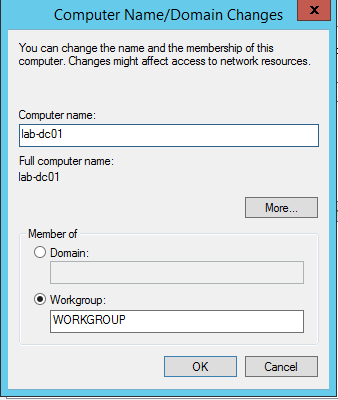 Computer Name/Domain Changes
x
You can change the name and the membership of this
computer. Changes might affect access to network resources.
Computer name:
lab-dc01
Full computer name:
lab-dc01
More...
Member of
Domain:
Workgroup:
WORKGROUP
OK
Cancel